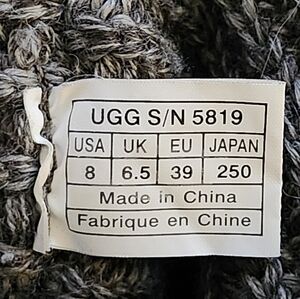 UGG S/N 5819
USA UK EU JAPAN
8 6.5 39 250
Made in China
Fabrique en Chine